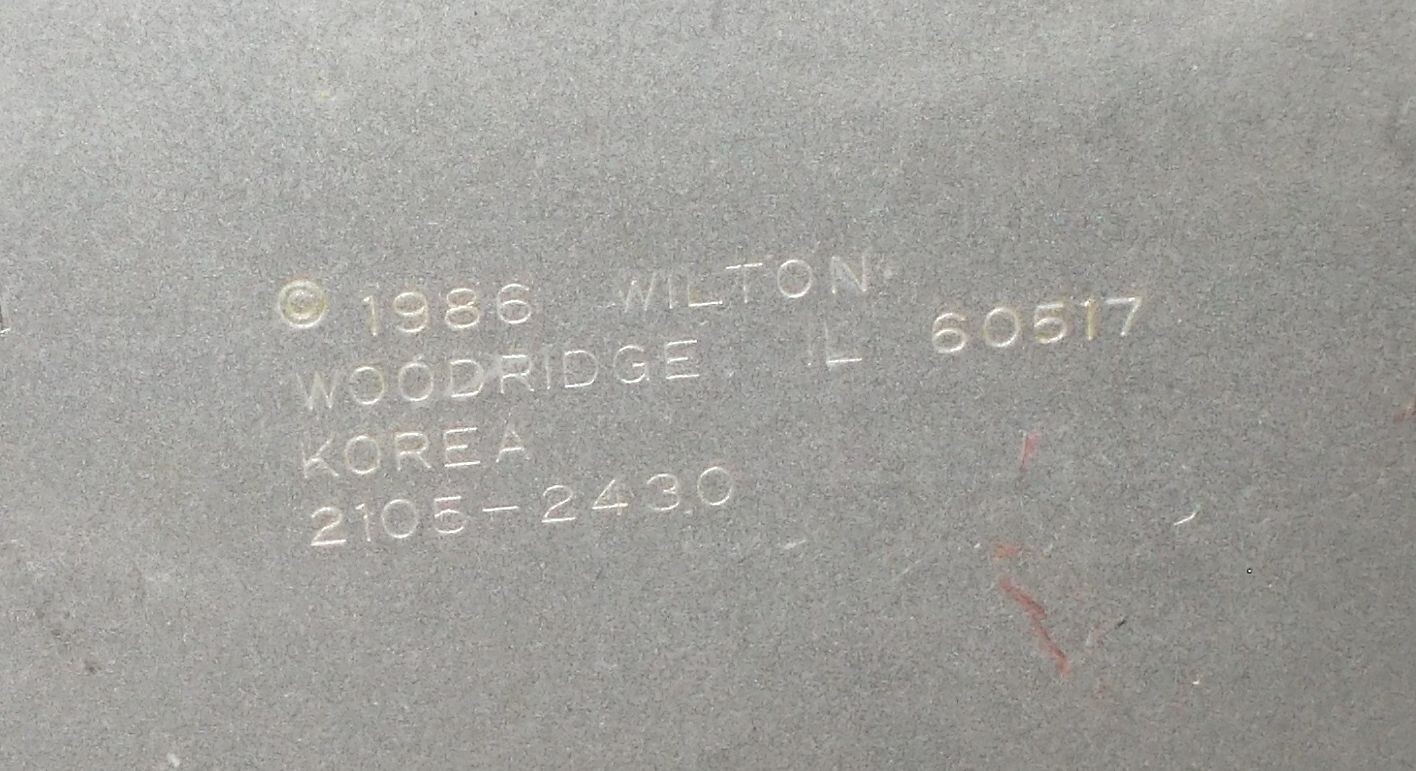 © 1986 WILTON
WOODRIDGE IL 60517
KOREA
2105-2430